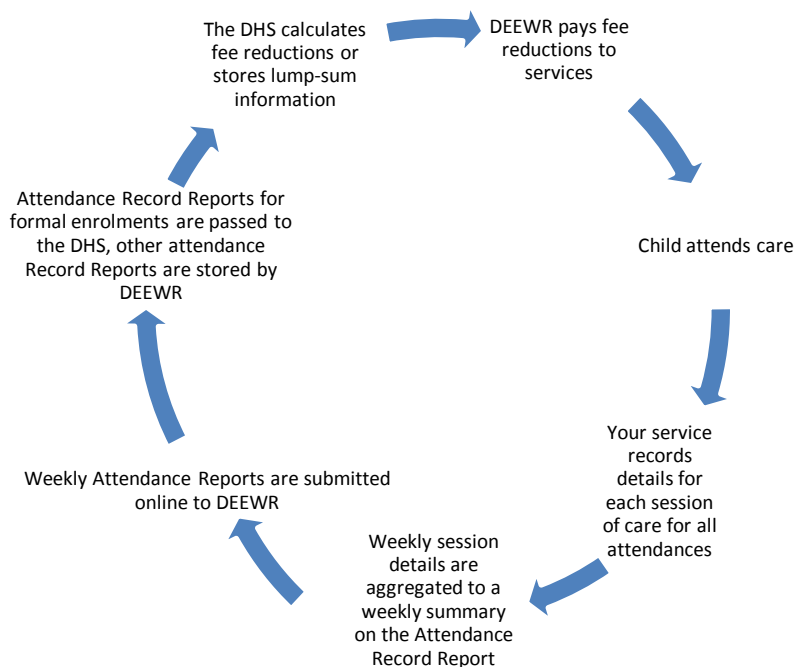 The DHS calculates
fee reductions or
stores lump-sum
information
DEEWR pays fee
reductions to
services
Child attends care
Your service
records
details for
each session
of care for all
attendances
Weekly session
details are
aggregated to a
weekly summary
on the Attendance
Record Report
Weekly Attendance Reports are submitted
online to DEEWR
Attendance Record Reports for
formal enrolments are passed to
the DHS, other attendance
Record Reports are stored by
DEEWR